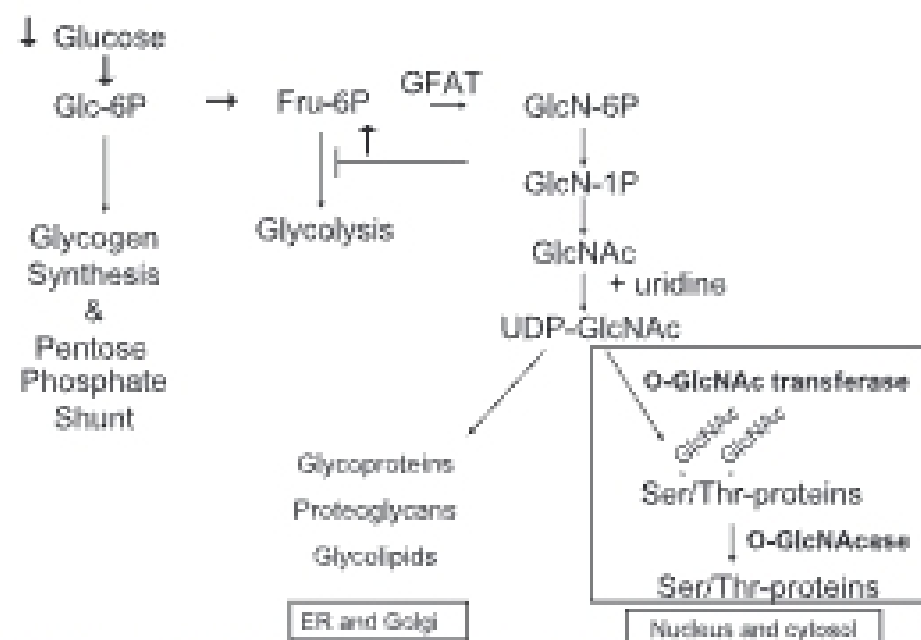 ↓ Glucose
Glc-6P → Fru-6P GFAT → GlcN-6P
GlcN-1P
Glycolysis
Glycogen
Synthesis
&
Pentose
Phosphate
Shunt
GlcNAc
+ uridine
UDP-GlcNAc
O-GlcNAc transferase
GlcNAc GlcNAc
Ser/Thr-proteins
O-GlcNAcase
Ser/Thr-proteins
Nucleus and cytosol
Glycoproteins
Proteoglycans
Glycolipids
ER and Golgi